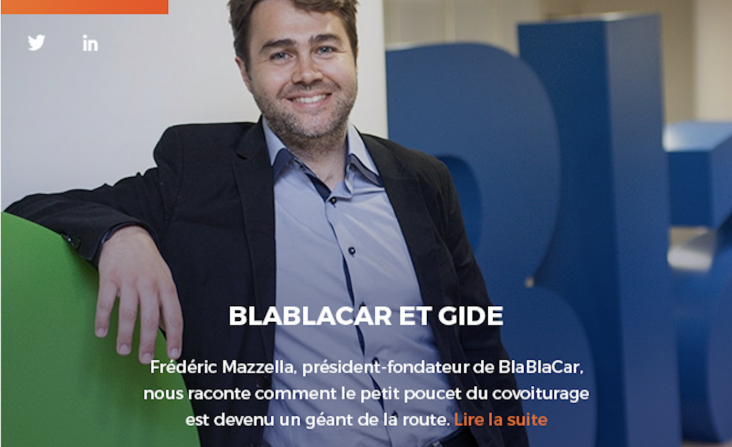 BLABLACAR ET GIDE
Frédéric Mazzella, président-fondateur de BlaBlaCar,
nous raconte comment le petit poucet du covoiturage
est devenu un géant de la route. Lire la suite